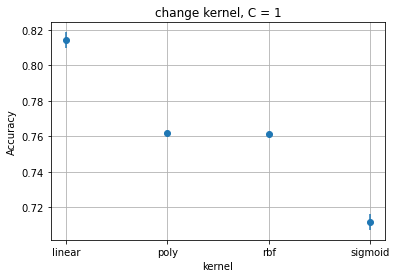 change kernel, C = 1
Accuracy
0.82
0.80
0.78
0.76
0.74
0.72
linear poly rbf sigmoid
kernel